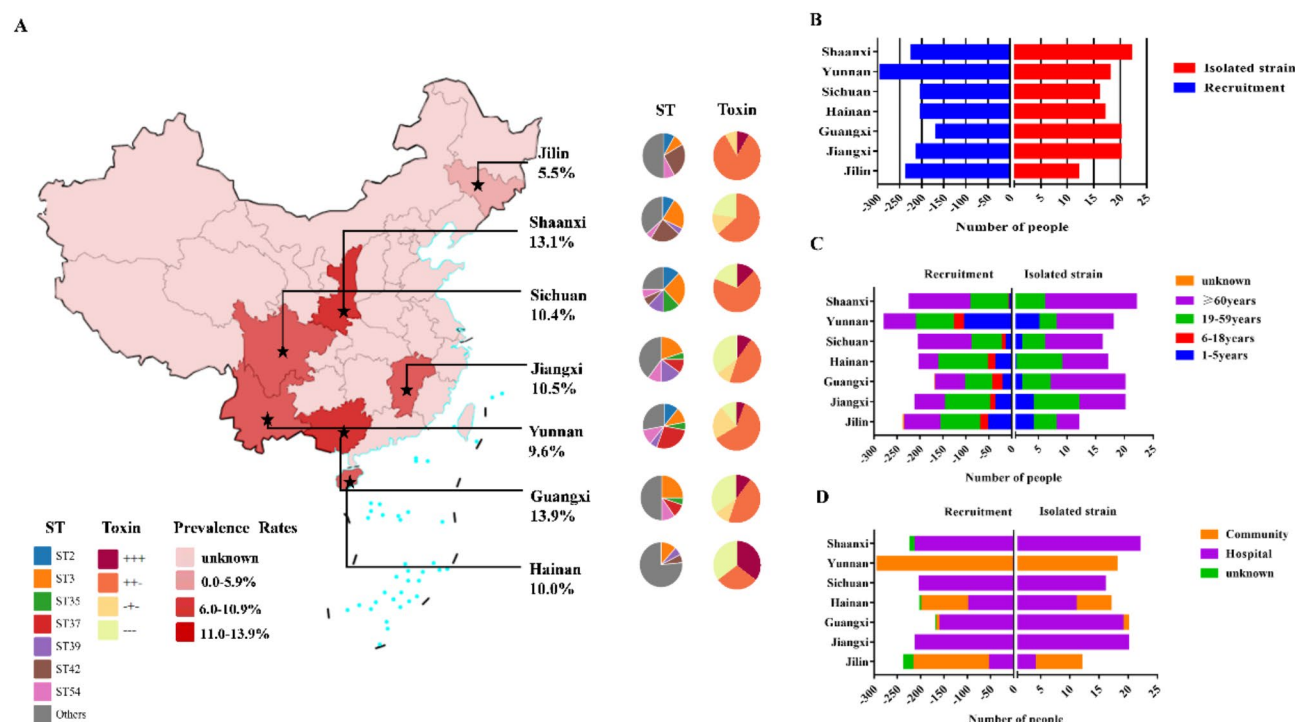 A
ST
Toxin
Jilin
5.5%
Shaanxi
13.1%
Sichuan
10.4%
Jiangxi
10.5%
Yunnan
9.6%
Guangxi
13.9%
Hainan
10.0%
ST
ST2
ST3
ST35
ST37
ST39
ST42
ST54
Others
Toxin
+++
++-
-+-
---
Prevalence Rates
unknown
0.0-5.9%
6.0-10.9%
11.0-13.9%
B
Shaanxi
Yunnan
Sichuan
Hainan
Guangxi
Jiangxi
Jilin
-300 -250 -200 -150 -100 -50 0 5 10 15 20 25
Number of people
Isolated strain
Recruitment
C
Recruitment Isolated strain
Shaanxi
Yunnan
Sichuan
Hainan
Guangxi
Jiangxi
Jilin
-300 -250 -200 -150 -100 -50 0 5 10 15 20 25
Number of people
unknown
⩾60years
19-59years
6-18years
1-5years
D
Recruitment Isolated strain
Shaanxi
Yunnan
Sichuan
Hainan
Guangxi
Jiangxi
Jilin
-300 -250 -200 -150 -100 -50 0 5 10 15 20 25
Number of people
Community
Hospital
unknown